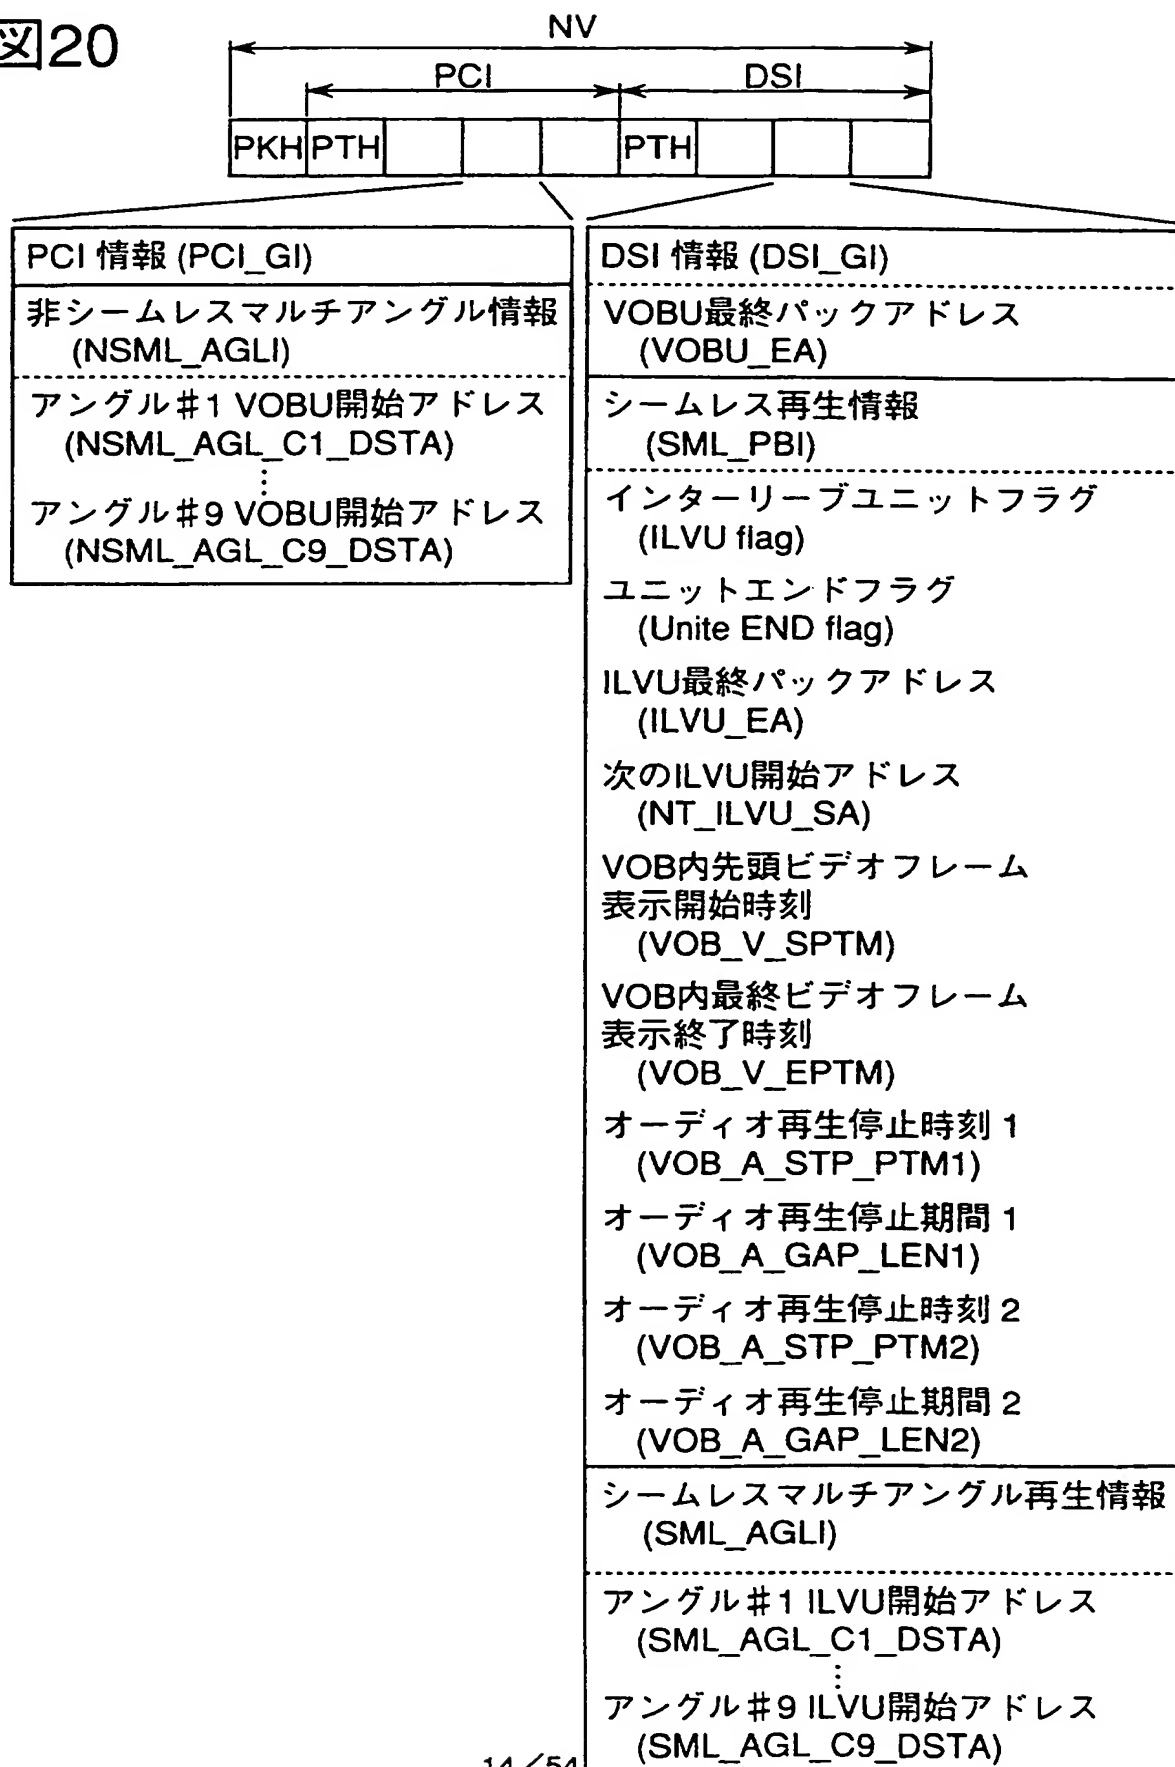 図20
NV
PCI DSI
PKH PTH PTH
PCI 情報 (PCI_GI)
非シームレスマルチアングル情報
(NSML_AGLI)
アングル#1 VOBU開始アドレス
(NSML_AGL_C1_DSTA)
⋮
アングル#9 VOBU開始アドレス
(NSML_AGL_C9_DSTA)
DSI 情報 (DSI_GI)
VOBU最終パックアドレス
(VOBU_EA)
シームレス再生情報
(SML_PBI)
インターリーブユニットフラグ
(ILVU flag)
ユニットエンドフラグ
(Unite END flag)
ILVU最終パックアドレス
(ILVU_EA)
次のILVU開始アドレス
(NT_ILVU_SA)
VOB内先頭ビデオフレーム
表示開始時刻
(VOB_V_SPTM)
VOB内最終ビデオフレーム
表示終了時刻
(VOB_V_EPTM)
オーディオ再生停止時刻 1
(VOB_A_STP_PTM1)
オーディオ再生停止期間 1
(VOB_A_GAP_LEN1)
オーディオ再生停止時刻 2
(VOB_A_STP_PTM2)
オーディオ再生停止期間 2
(VOB_A_GAP_LEN2)
シームレスマルチアングル再生情報
(SML_AGLI)
アングル#1 ILVU開始アドレス
(SML_AGL_C1_DSTA)
⋮
アングル#9 ILVU開始アドレス
(SML_AGL_C9_DSTA)
14/54